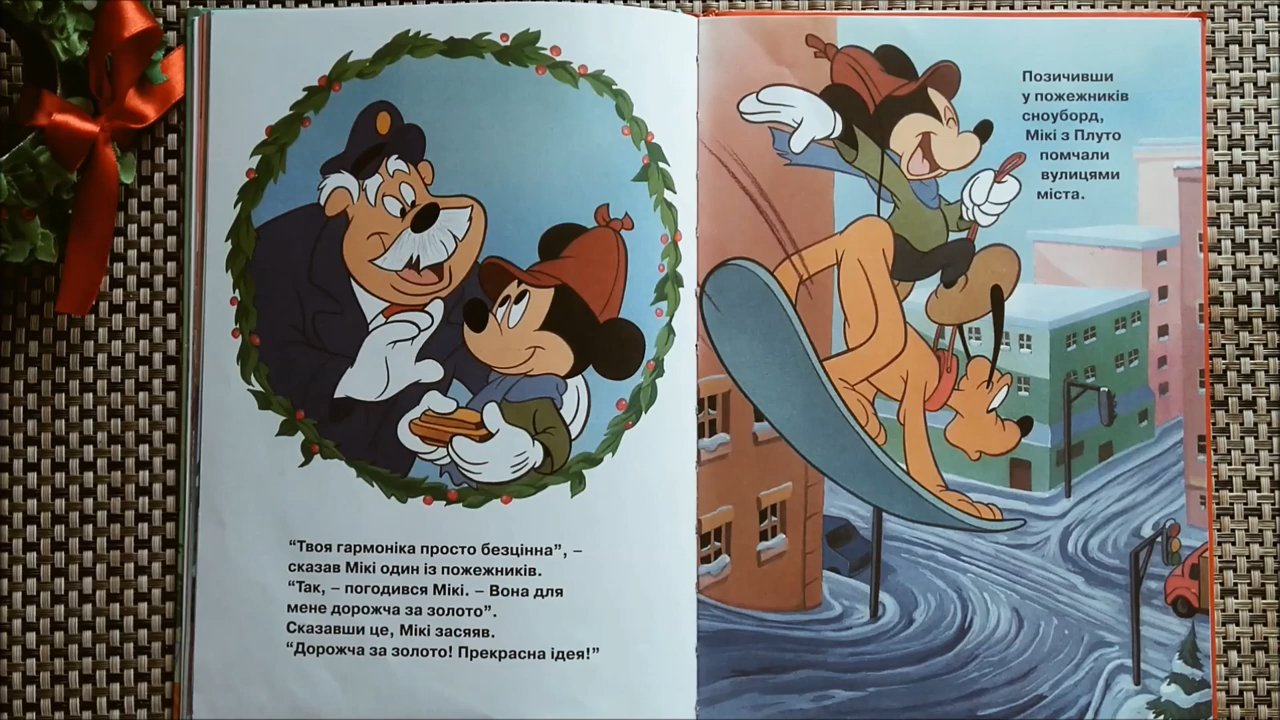 “Твоя гармоніка просто безцінна”, –
сказав Мікі один із пожежників.
“Так, – погодився Мікі. – Вона для
мене дорожча за золото”.
Сказавши це, Мікі засяяв.
“Дорожча за золото! Прекрасна ідея!”
Позичивши
у пожежників
сноуборд,
Мікі з Плуто
помчали
вулицями
міста.